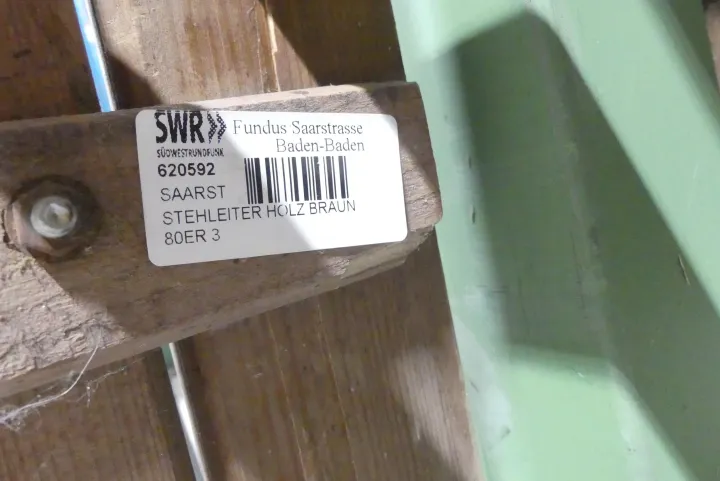 SWR» Fundus Saarstrasse
SÜDWESTRUNDFUNK Baden-Baden
620592
SAARST
STEHLEITER HOLZ BRAUN
80ER 3